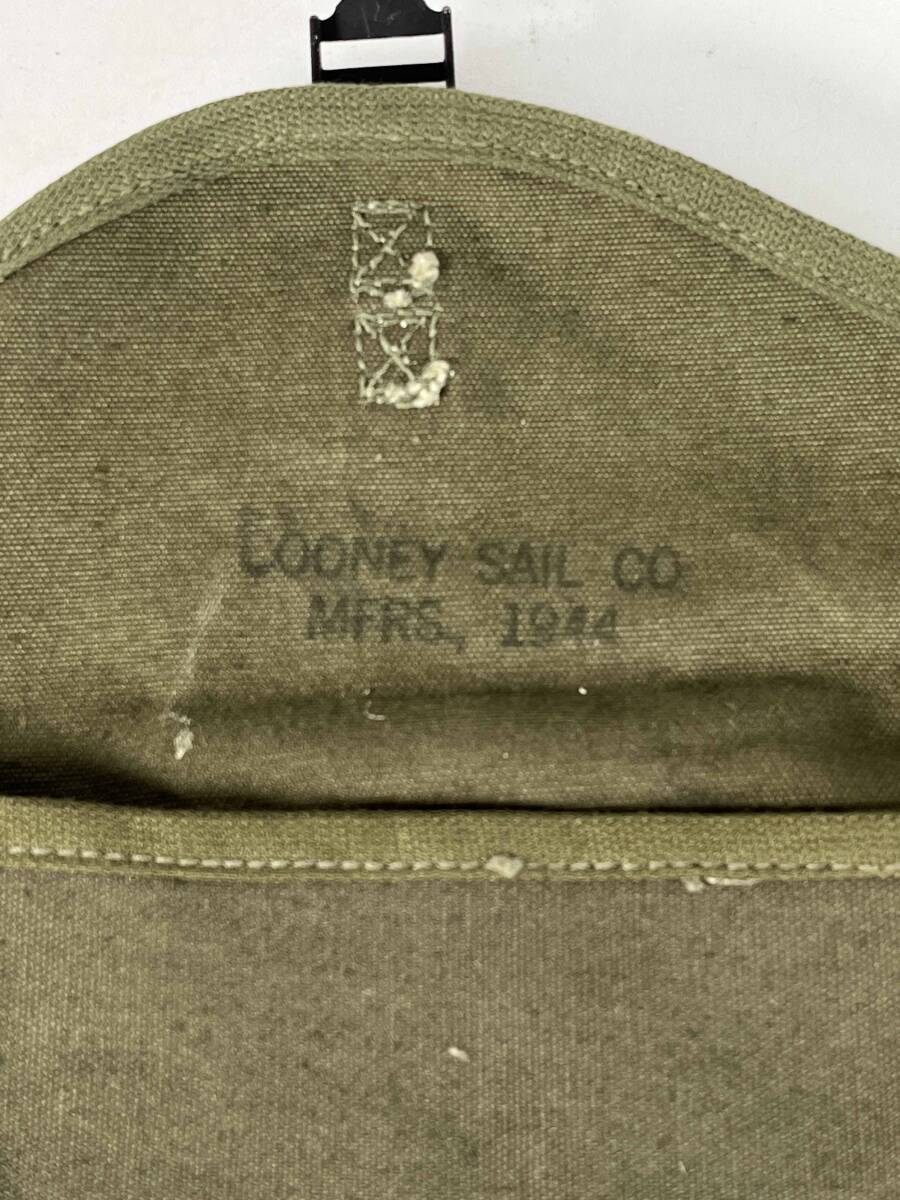 COONEY SAIL CO.
MFRS., 1944